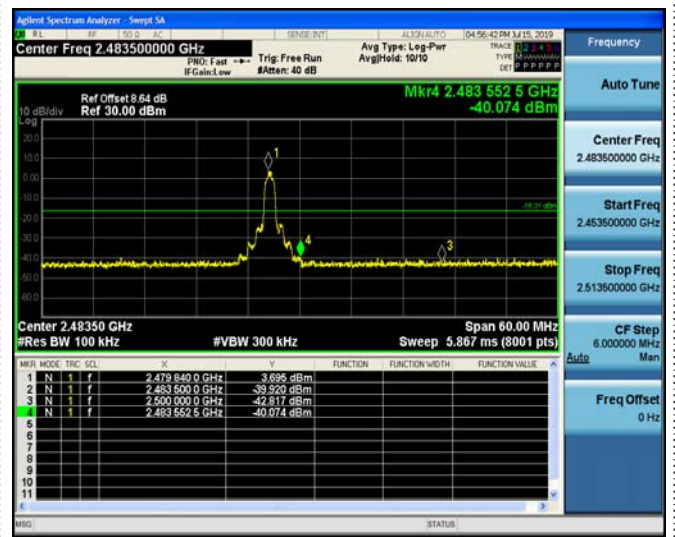 Agilent Spectrum Analyzer - Swept SA
RL RF 50 Ω AC SENSE:INT ALIGN AUTO 04:56:42 PM Jul 15, 2019
Center Freq 2.483500000 GHz
PNO: Fast
IFGain:Low
Trig: Free Run
#Atten: 40 dB
Avg Type: Log-Pwr
Avg|Hold: 10/10
TRACE 1 2 3 4 5 6
TYPE
DET P P P P P P
Ref Offset 8.64 dB
10 dB/div Ref 30.00 dBm
Log
Mkr4 2.483 552 5 GHz
-40.074 dBm
20.0
10.0
0.00
-10.0
-20.0
-30.0
-40.0
-50.0
-60.0
1
4
3
-16.31 dBm
Center 2.48350 GHz Span 60.00 MHz
#Res BW 100 kHz #VBW 300 kHz Sweep 5.867 ms (8001 pts)
MKR MODE TRC SCL X Y FUNCTION FUNCTION WIDTH FUNCTION VALUE
1 N 1 f 2.479 840 0 GHz 3.695 dBm
2 N 1 f 2.483 500 0 GHz -39.920 dBm
3 N 1 f 2.500 000 0 GHz -42.817 dBm
4 N 1 f 2.483 552 5 GHz -40.074 dBm
5
6
7
8
9
10
11
MSG STATUS
Frequency
Auto Tune
Center Freq
2.483500000 GHz
Start Freq
2.453500000 GHz
Stop Freq
2.513500000 GHz
CF Step
6.000000 MHz
Auto Man
Freq Offset
0 Hz